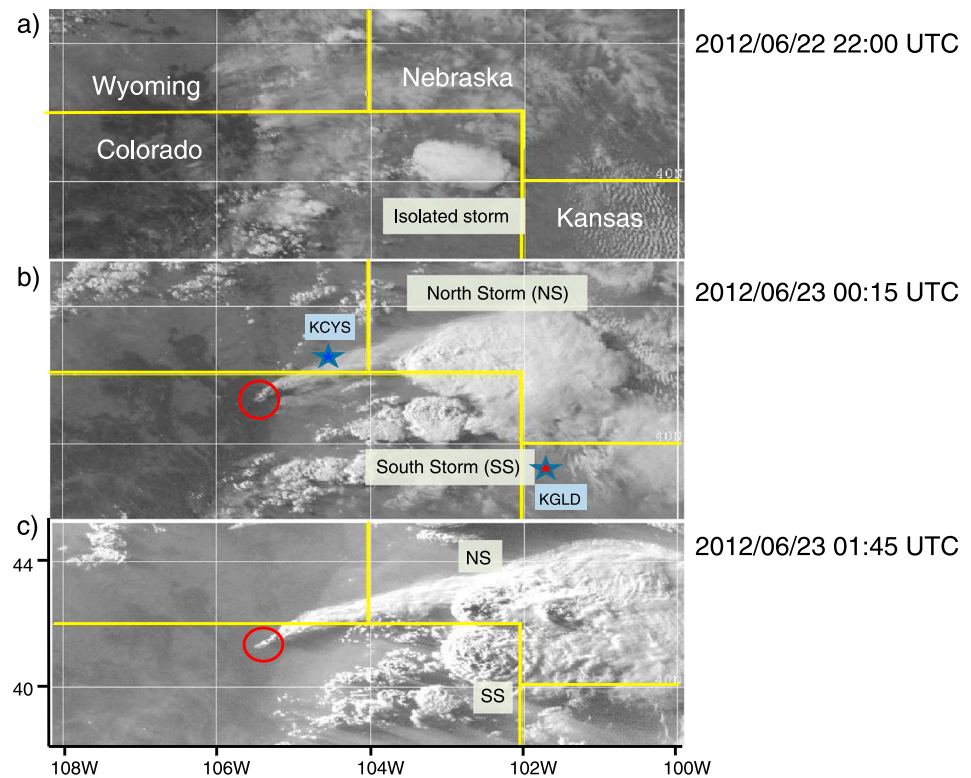 a)
2012/06/22 22:00 UTC
Wyoming
Nebraska
Colorado
40N
Isolated storm
Kansas
b)
2012/06/23 00:15 UTC
North Storm (NS)
KCYS
40N
South Storm (SS)
KGLD
c)
2012/06/23 01:45 UTC
44
NS
40
40N
SS
108W 106W 104W 102W 100W